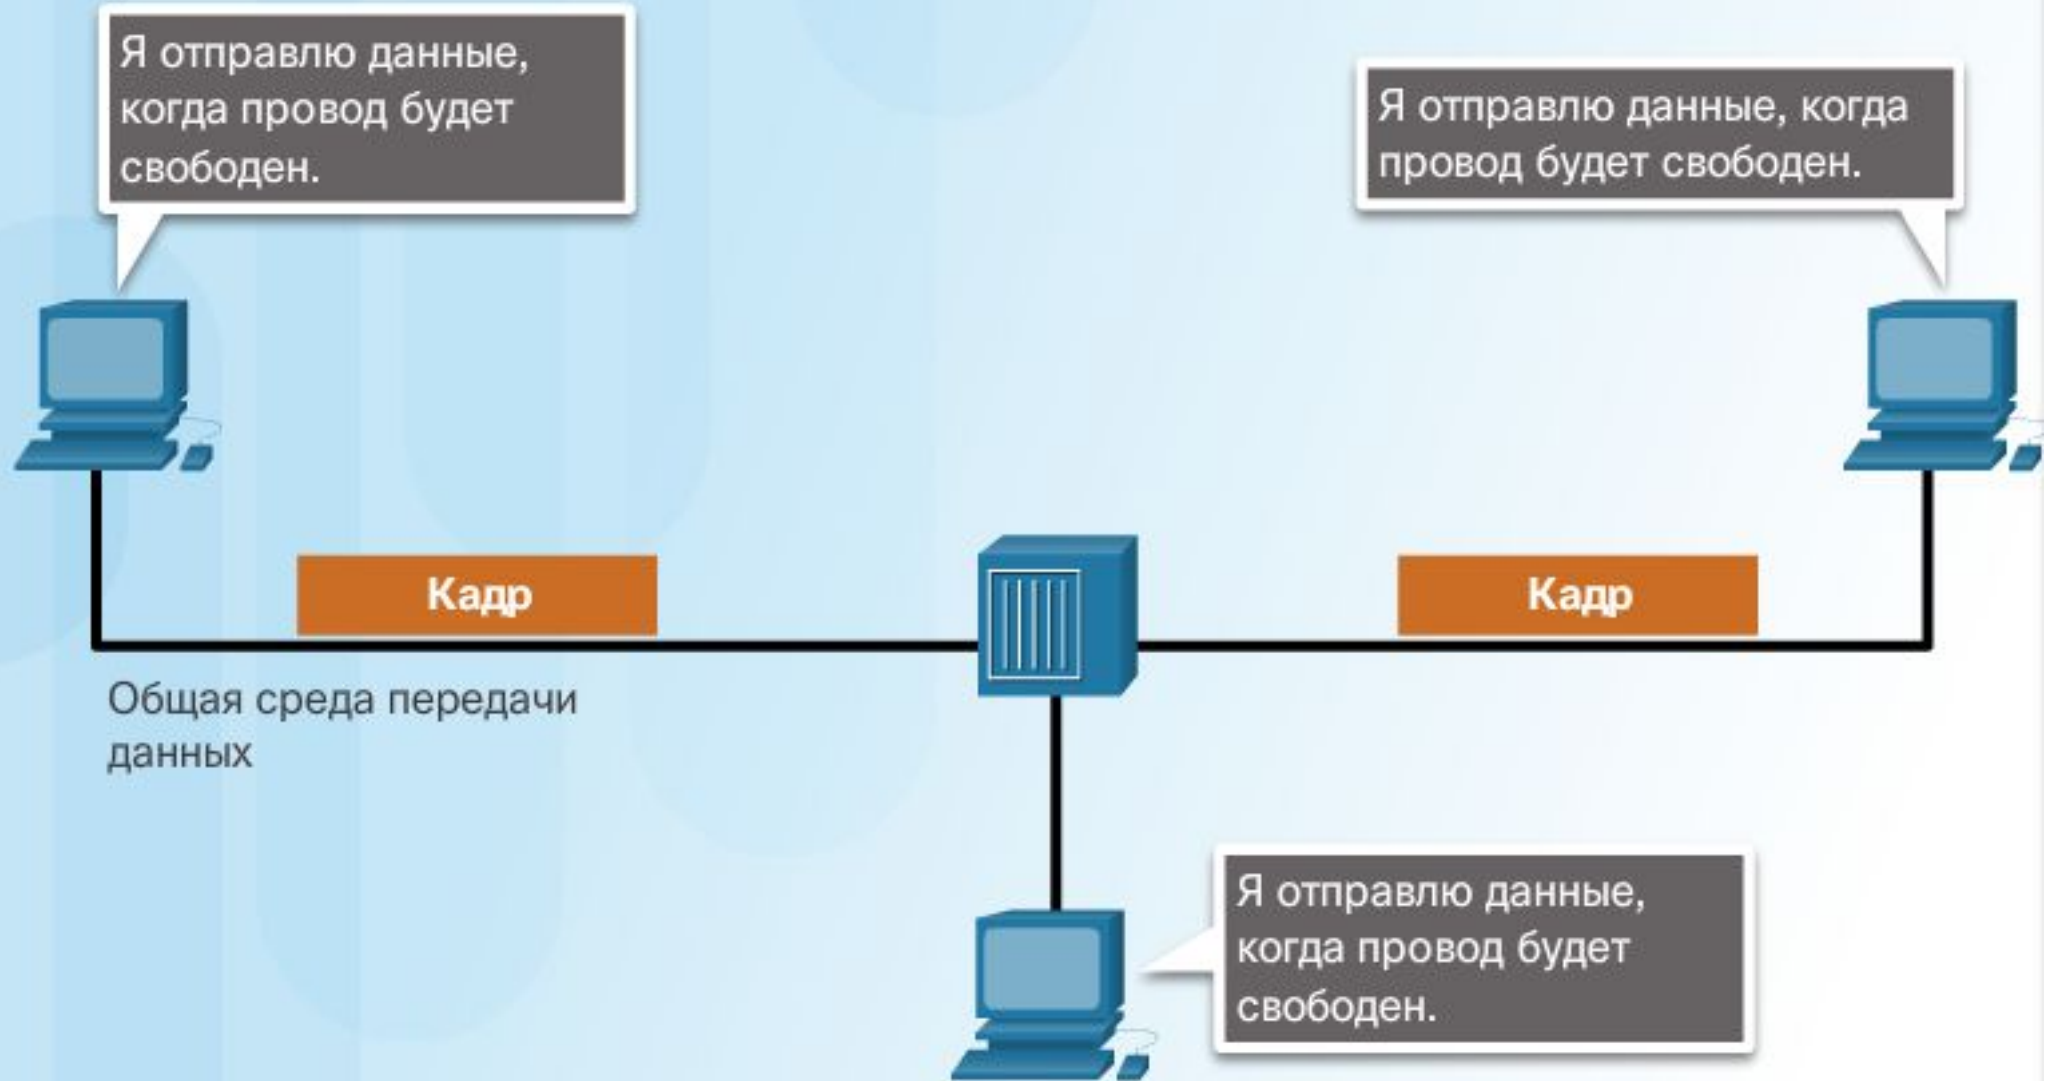 Я отправлю данные,
когда провод будет
свободен.
Я отправлю данные, когда
провод будет свободен.
Кадр
Кадр
Общая среда передачи
данных
Я отправлю данные,
когда провод будет
свободен.